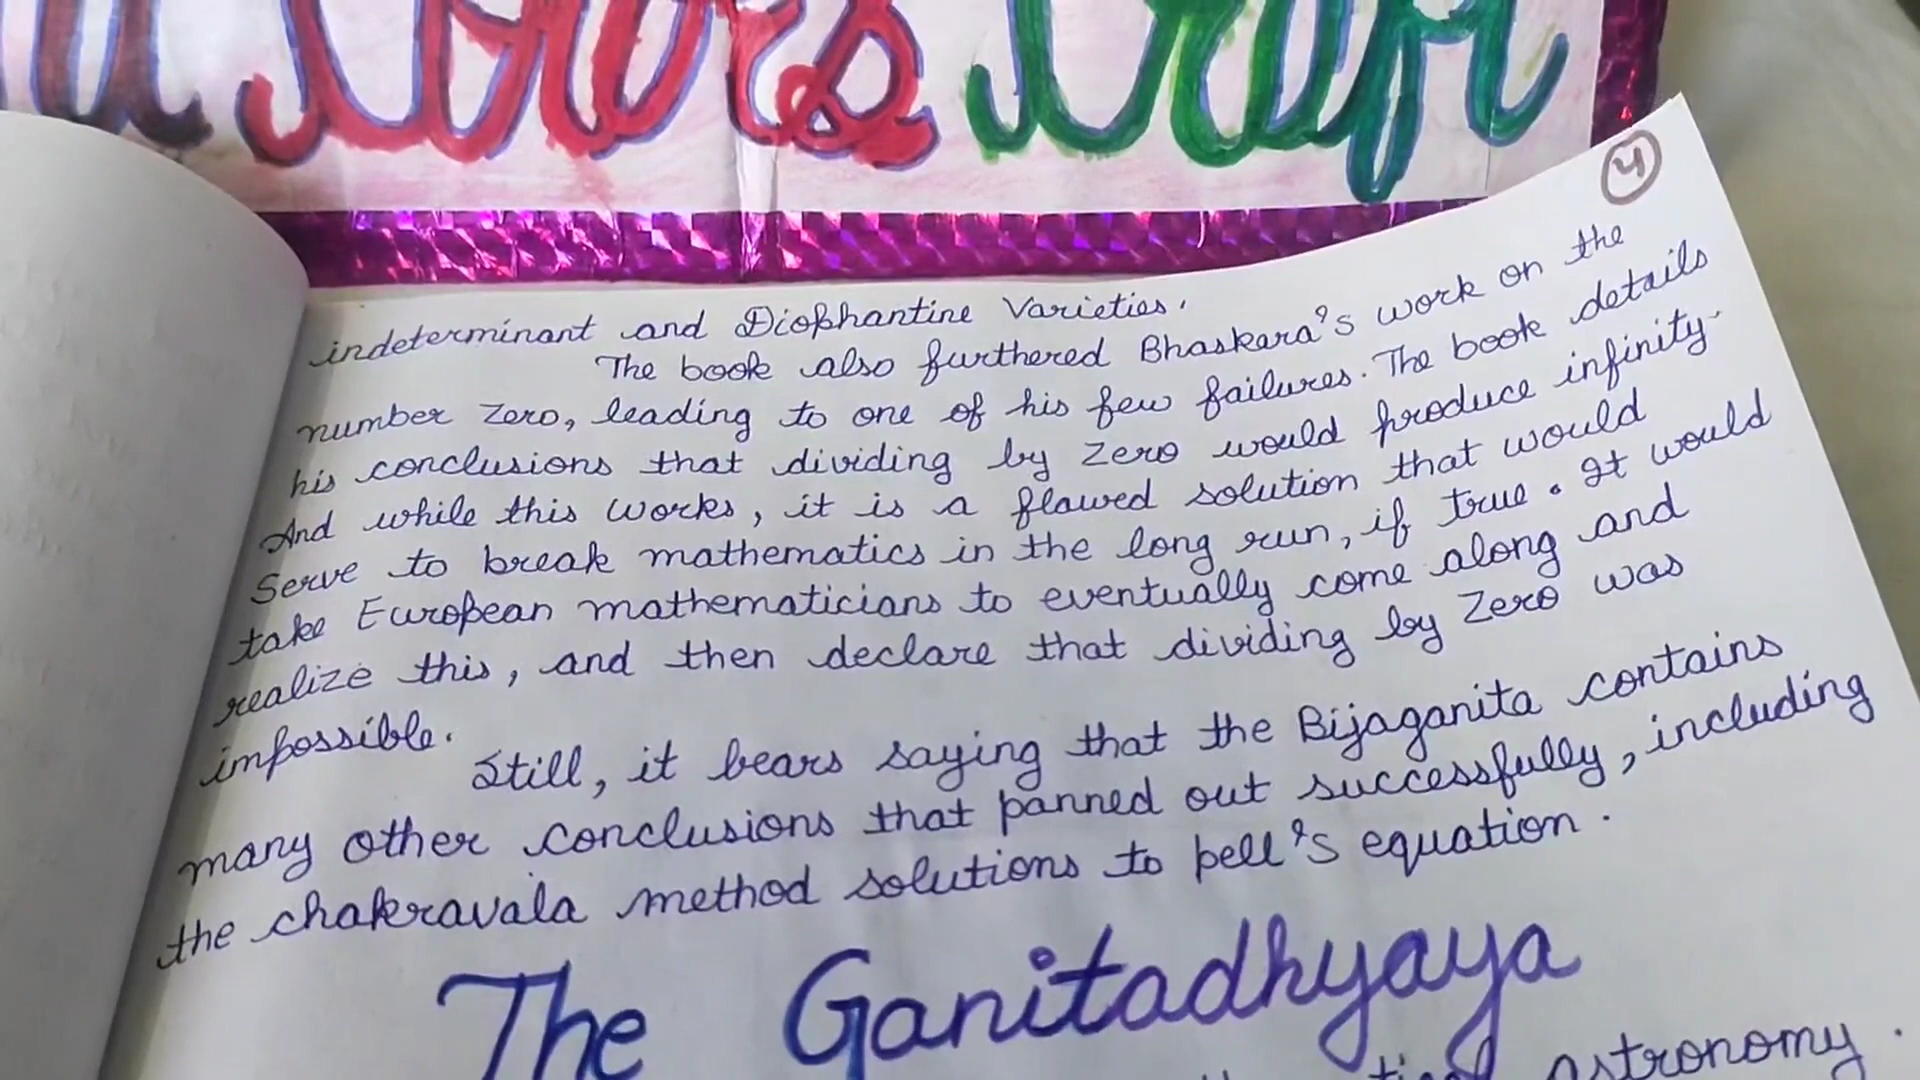 Colors Craft
4
indeterminant and Diophantine Varieties.
The book also furthered Bhaskara's work on the
number zero, leading to one of his few failures. The book details
his conclusions that dividing by zero would produce infinity.
And while this works, it is a flawed solution that would
Serve to break mathematics in the long run, if true. It would
take European mathematicians to eventually come along and
realize this, and then declare that dividing by zero was
impossible.
Still, it bears saying that the Bijaganita contains
many other conclusions that panned out successfully, including
the chakravala method solutions to pell's equation.
The Ganitadhyaya
astronomy.